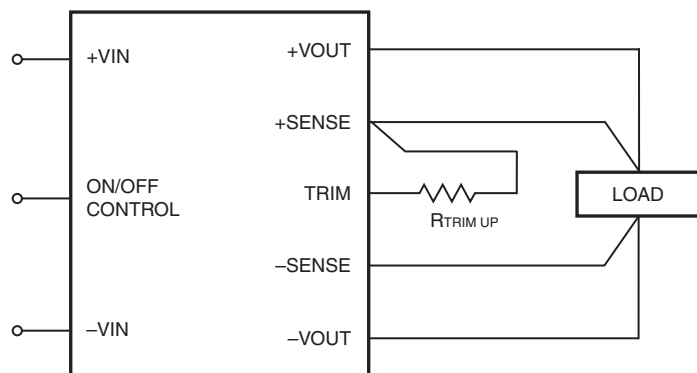 +VIN
+VOUT
+SENSE
ON/OFF
CONTROL
TRIM
LOAD
RTRIM UP
–SENSE
–VIN
–VOUT